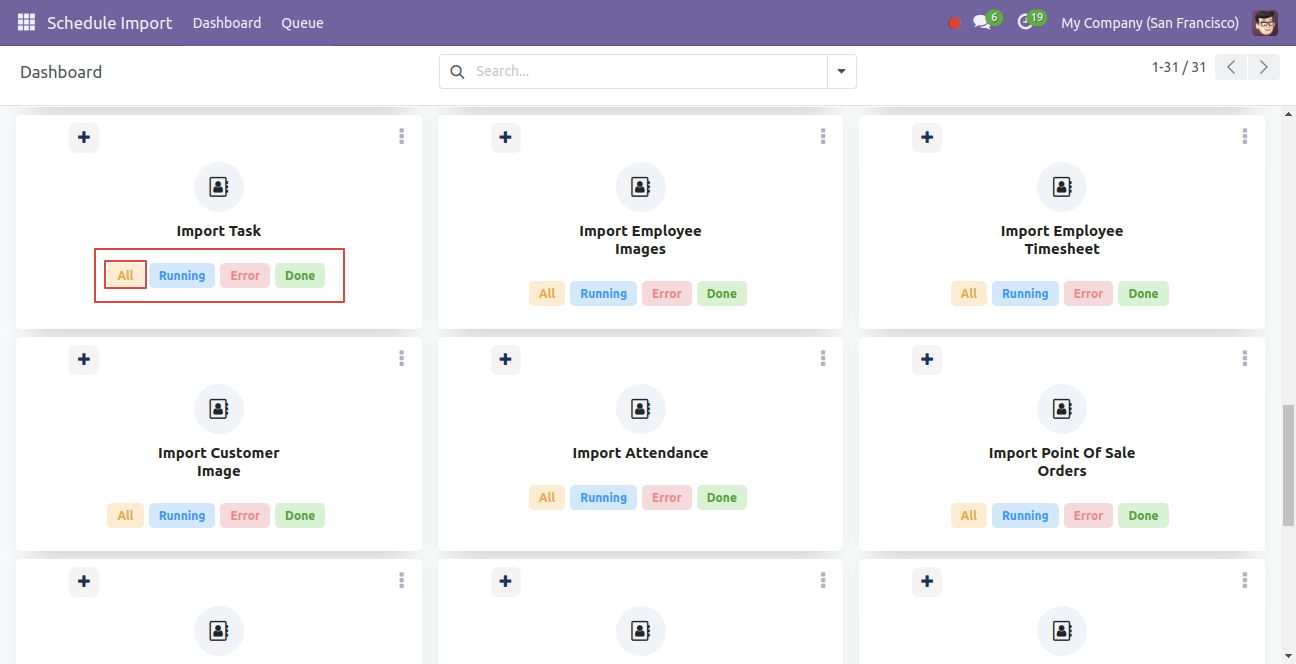 Schedule Import Dashboard Queue 6 19 My Company (San Francisco)
Dashboard Search... 1-31 / 31
Import Task
All Running Error Done
Import Employee
Images
All Running Error Done
Import Employee
Timesheet
All Running Error Done
Import Customer
Image
All Running Error Done
Import Attendance
All Running Error Done
Import Point Of Sale
Orders
All Running Error Done